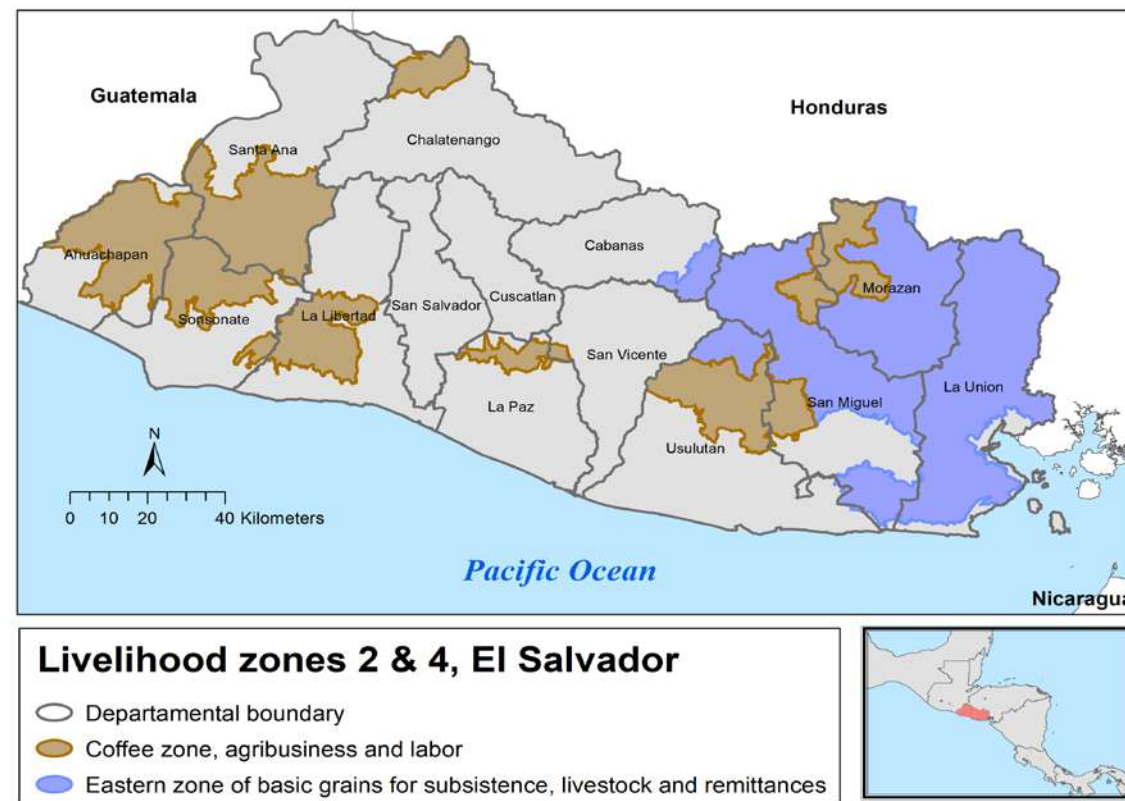 Guatemala
Honduras
Chalatenango
Santa Ana
Cabanas
Ahuachapan
Morazan
Cuscatlan
San Salvador
La Libertad
Sonsonate
San Vicente
La Union
San Miguel
La Paz
Usulutan
N
0 10 20 40 Kilometers
Pacific Ocean
Nicaragua
Livelihood zones 2 & 4, El Salvador
Departamental boundary
Coffee zone, agribusiness and labor
Eastern zone of basic grains for subsistence, livestock and remittances